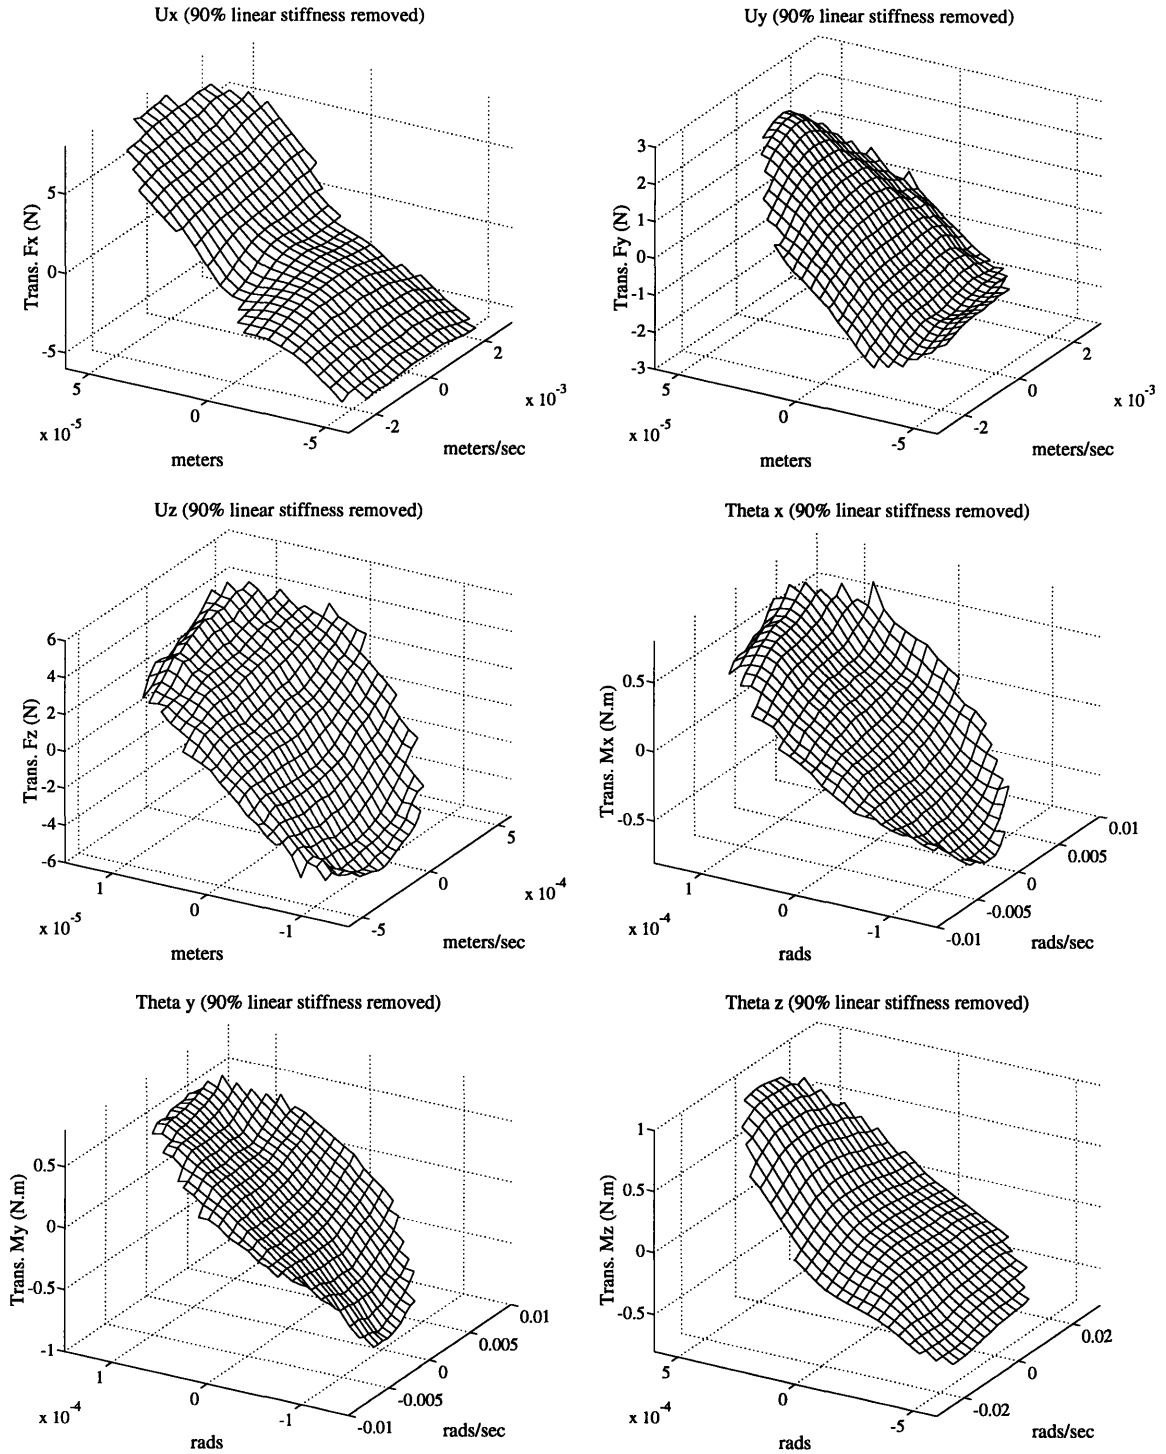 Ux (90% linear stiffness removed)
Trans. Fx (N)
5
0
-5
5
0
-5
x 10^-5
meters
2
0
-2
x 10^-3
meters/sec
Uy (90% linear stiffness removed)
Trans. Fy (N)
3
2
1
0
-1
-2
-3
5
0
-5
x 10^-5
meters
2
0
-2
x 10^-3
meters/sec
Uz (90% linear stiffness removed)
Trans. Fz (N)
6
4
2
0
-2
-4
-6
1
0
-1
x 10^-5
meters
5
0
-5
x 10^-4
meters/sec
Theta x (90% linear stiffness removed)
Trans. Mx (N.m)
0.5
0
-0.5
1
0
-1
x 10^-4
rads
0.01
0.005
0
-0.005
-0.01
rads/sec
Theta y (90% linear stiffness removed)
Trans. My (N.m)
0.5
0
-0.5
-1
1
0
-1
x 10^-4
rads
0.01
0.005
0
-0.005
-0.01
rads/sec
Theta z (90% linear stiffness removed)
Trans. Mz (N.m)
1
0.5
0
-0.5
5
0
-5
x 10^-4
rads
0.02
0
-0.02
rads/sec